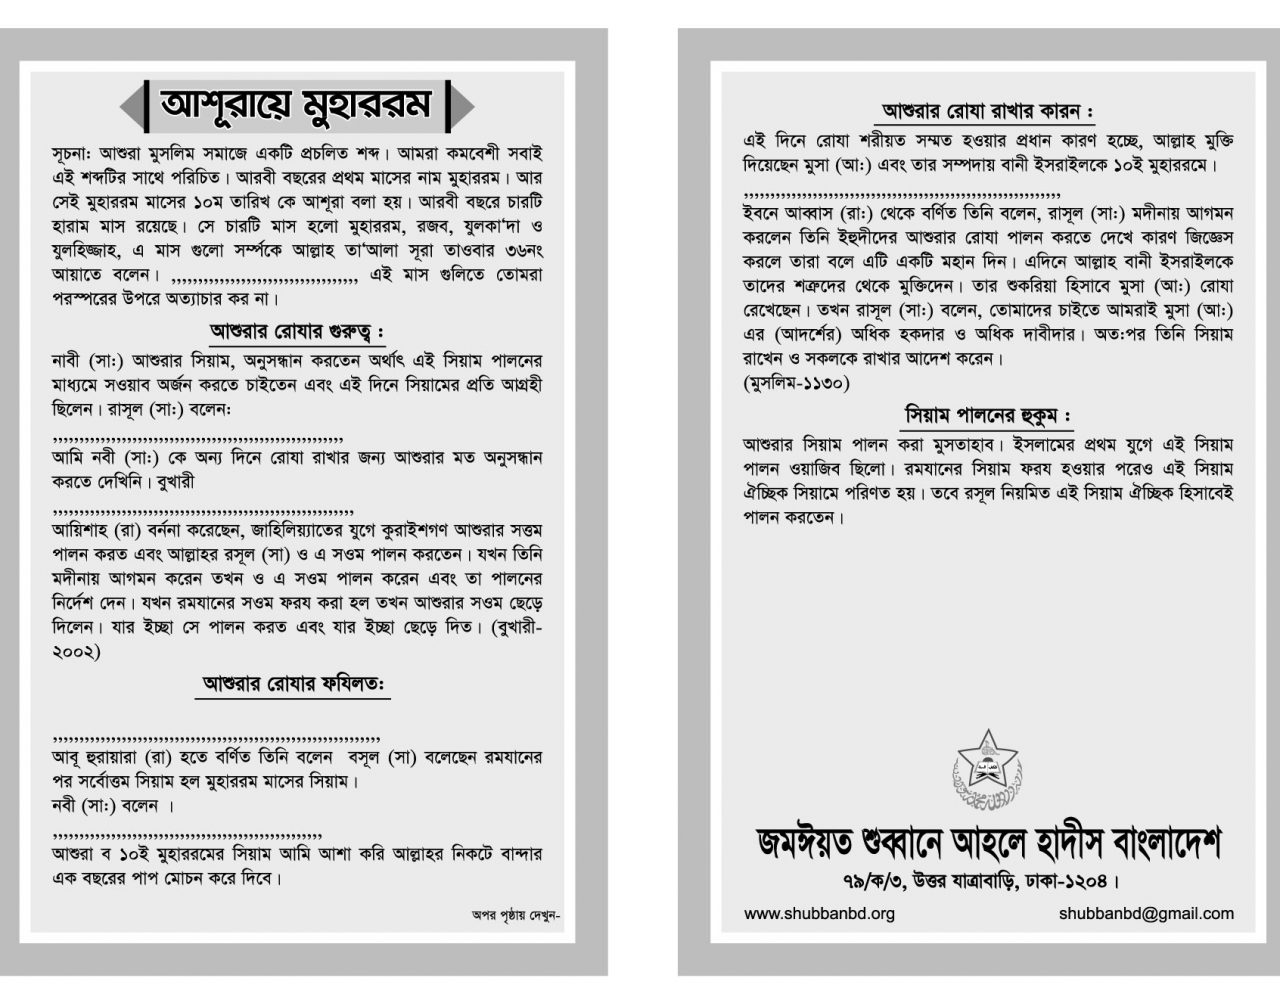 আশূরায়ে মুহাররম
সূচনা: আশুরা মুসলিম সমাজে একটি প্রচলিত শব্দ। আমরা কমবেশী সবাই
এই শব্দটির সাথে পরিচিত। আরবী বছরের প্রথম মাসের নাম মুহাররম। আর
সেই মুহাররম মাসের ১০ম তারিখ কে আশূরা বলা হয়। আরবী বছরে চারটি
হারাম মাস রয়েছে। সে চারটি মাস হলো মুহাররম, রজব, যুলকা‘দা ও
যুলহিজ্জাহ, এ মাস গুলো সর্ম্পকে আল্লাহ তা‘আলা সূরা তাওবার ৩৬নং
আয়াতে বলেন। ,,,,,,,,,,,,,,,,,,,,,,,,,,,,,,,,,,, এই মাস গুলিতে তোমরা
পরস্পরের উপরে অত্যাচার কর না।
আশুরার রোযার গুরুত্ব :
নাবী (সা:) আশুরার সিয়াম, অনুসন্ধান করতেন অর্থাৎ এই সিয়াম পালনের
মাধ্যমে সওয়াব অর্জন করতে চাইতেন এবং এই দিনে সিয়ামের প্রতি আগ্রহী
ছিলেন। রাসূল (সা:) বলেন:
,,,,,,,,,,,,,,,,,,,,,,,,,,,,,,,,,,,,,,,,,,,,,,,,,,,,,,,
আমি নবী (সা:) কে অন্য দিনে রোযা রাখার জন্য আশুরার মত অনুসন্ধান
করতে দেখিনি। বুখারী
,,,,,,,,,,,,,,,,,,,,,,,,,,,,,,,,,,,,,,,,,,,,,,,,,,,,,,,,,
আয়িশাহ (রা) বর্ননা করেছেন, জাহিলিয়্যাতের যুগে কুরাইশগণ আশুরার সত্তম
পালন করত এবং আল্লাহর রসূল (সা) ও এ সওম পালন করতেন। যখন তিনি
মদীনায় আগমন করেন তখন ও এ সওম পালন করেন এবং তা পালনের
নির্দেশ দেন। যখন রমযানের সওম ফরয করা হল তখন আশুরার সওম ছেড়ে
দিলেন। যার ইচ্ছা সে পালন করত এবং যার ইচ্ছা ছেড়ে দিত। (বুখারী-
২০০২)
আশুরার রোযার ফযিলত:
,,,,,,,,,,,,,,,,,,,,,,,,,,,,,,,,,,,,,,,,,,,,,,,,,,,,,,,,,,,,,,
আবূ হুরায়ারা (রা) হতে বর্ণিত তিনি বলেন বসূল (সা) বলেছেন রমযানের
পর সর্বোত্তম সিয়াম হল মুহাররম মাসের সিয়াম।
নবী (সা:) বলেন ।
,,,,,,,,,,,,,,,,,,,,,,,,,,,,,,,,,,,,,,,,,,,,,,,,,,,
আশুরা ব ১০ই মুহাররমের সিয়াম আমি আশা করি আল্লাহর নিকটে বান্দার
এক বছরের পাপ মোচন করে দিবে।
অপর পৃষ্ঠায় দেখুন-
আশুরার রোযা রাখার কারন :
এই দিনে রোযা শরীয়ত সম্মত হওয়ার প্রধান কারণ হচ্ছে, আল্লাহ মুক্তি
দিয়েছেন মুসা (আ:) এবং তার সম্পদায় বানী ইসরাইলকে ১০ই মুহাররমে।
,,,,,,,,,,,,,,,,,,,,,,,,,,,,,,,,,,,,,,,,,,,,,,,,,,,,,,,,,,,,
ইবনে আব্বাস (রা:) থেকে বর্ণিত তিনি বলেন, রাসূল (সা:) মদীনায় আগমন
করলেন তিনি ইহুদীদের আশুরার রোযা পালন করতে দেখে কারণ জিজ্ঞেস
করলে তারা বলে এটি একটি মহান দিন। এদিনে আল্লাহ বানী ইসরাইলকে
তাদের শত্রুদের থেকে মুক্তিদেন। তার শুকরিয়া হিসাবে মুসা (আ:) রোযা
রেখেছেন। তখন রাসূল (সা:) বলেন, তোমাদের চাইতে আমরাই মুসা (আ:)
এর (আদর্শের) অধিক হকদার ও অধিক দাবীদার। অত:পর তিনি সিয়াম
রাখেন ও সকলকে রাখার আদেশ করেন।
(মুসলিম-১১৩০)
সিয়াম পালনের হুকুম :
আশুরার সিয়াম পালন করা মুসতাহাব। ইসলামের প্রথম যুগে এই সিয়াম
পালন ওয়াজিব ছিলো। রমযানের সিয়াম ফরয হওয়ার পরেও এই সিয়াম
ঐচ্ছিক সিয়ামে পরিণত হয়। তবে রসূল নিয়মিত এই সিয়াম ঐচ্ছিক হিসাবেই
পালন করতেন।
জমঈয়ত শুব্বানে আহলে হাদীস বাংলাদেশ
৭৯/ক/৩, উত্তর যাত্রাবাড়ি, ঢাকা-১২০৪।
www.shubbanbd.org
shubbanbd@gmail.com